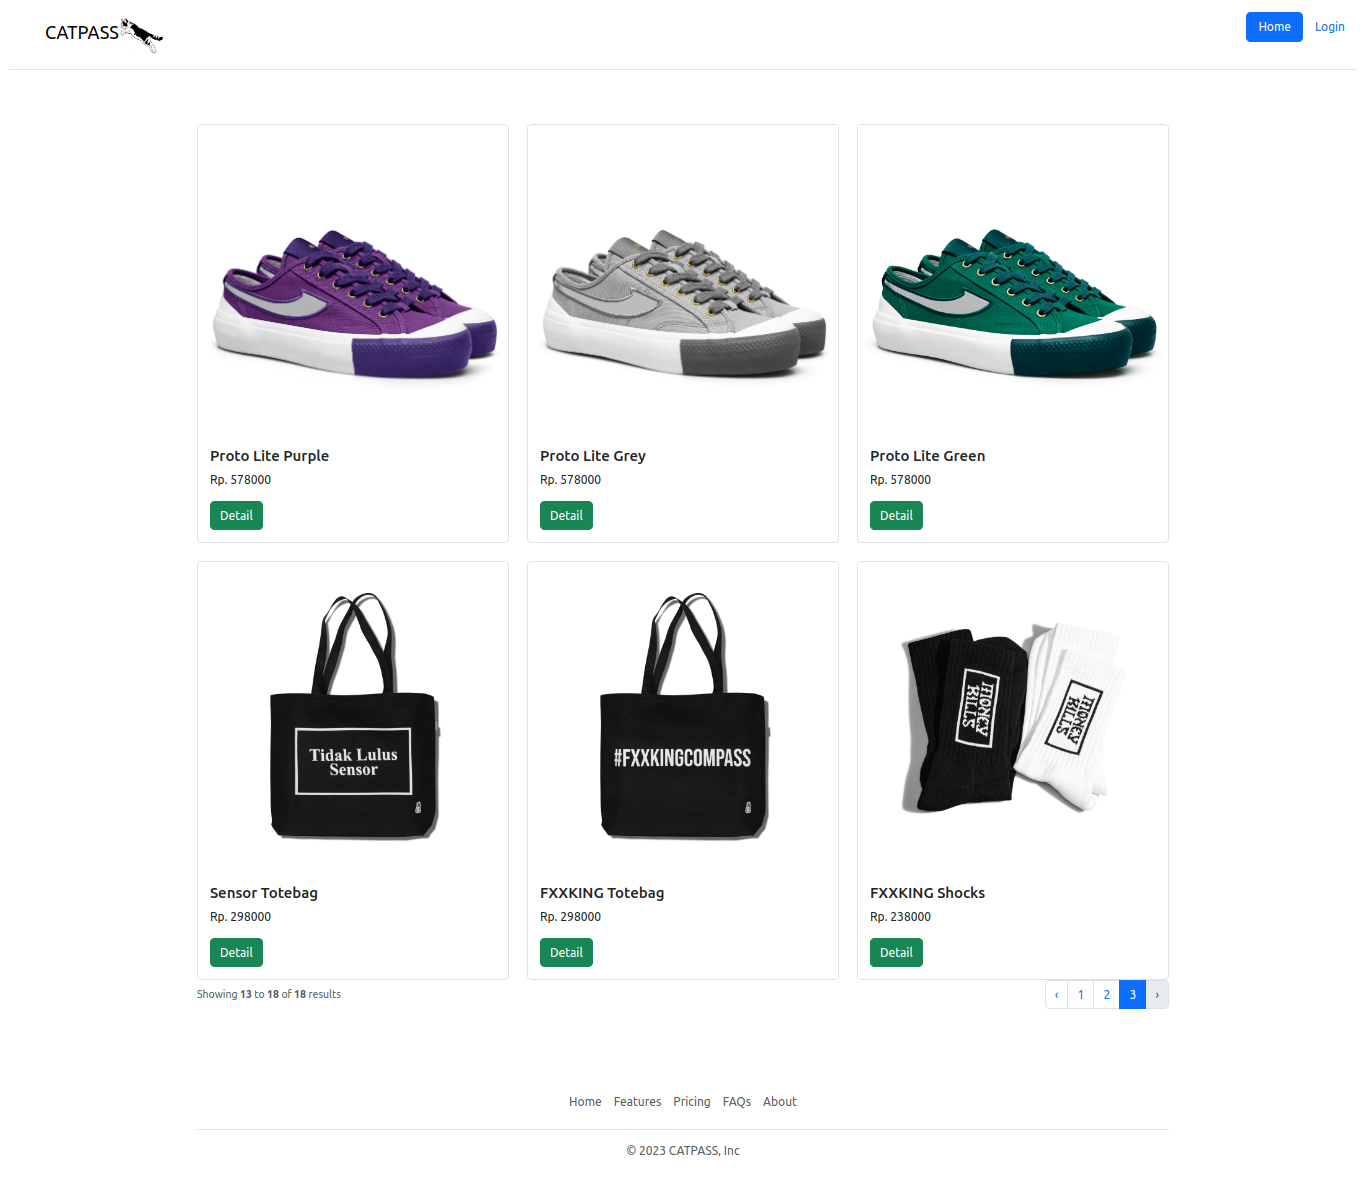 CATPASS
Home Login
Proto Lite Purple
Rp. 578000
Detail
Proto Lite Grey
Rp. 578000
Detail
Proto Lite Green
Rp. 578000
Detail
Tidak Lulus
Sensor
Sensor Totebag
Rp. 298000
Detail
#FXXKINGCOMPASS
FXXKING Totebag
Rp. 298000
Detail
MONEY
KILLS
MONEY
KILLS
FXXKING Shocks
Rp. 238000
Detail
Showing 13 to 18 of 18 results
‹ 1 2 3 ›
Home Features Pricing FAQs About
© 2023 CATPASS, Inc